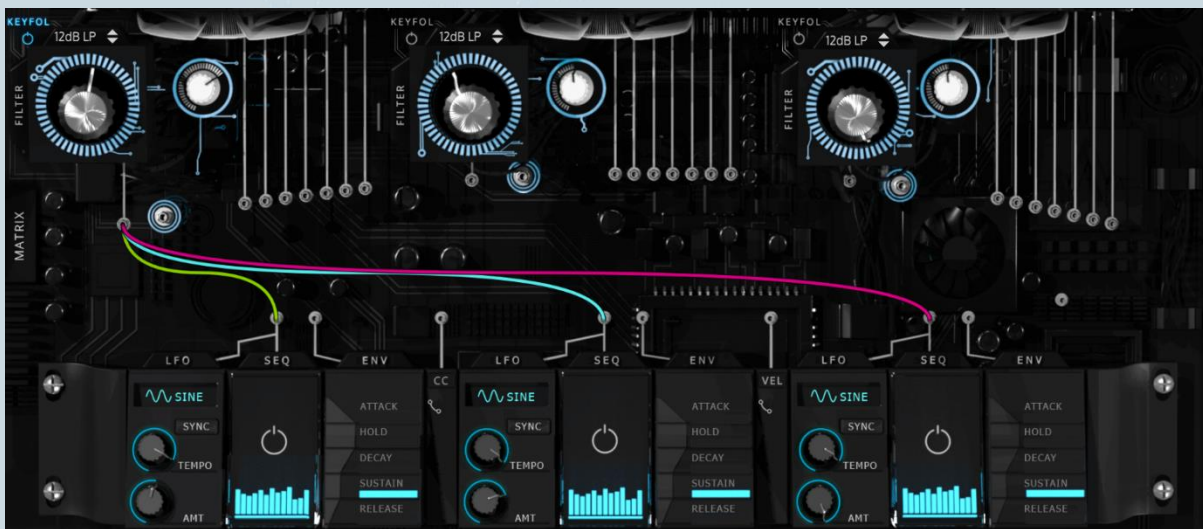 KEYFOL
12dB LP
FILTER
KEYFOL
12dB LP
FILTER
KEYFOL
12dB LP
FILTER
MATRIX
LFO
SEQ
ENV
CC
LFO
SEQ
ENV
VEL
LFO
SEQ
ENV
SINE
SYNC
TEMPO
AMT
ATTACK
HOLD
DECAY
SUSTAIN
RELEASE
SINE
SYNC
TEMPO
AMT
ATTACK
HOLD
DECAY
SUSTAIN
RELEASE
SINE
SYNC
TEMPO
AMT
ATTACK
HOLD
DECAY
SUSTAIN
RELEASE